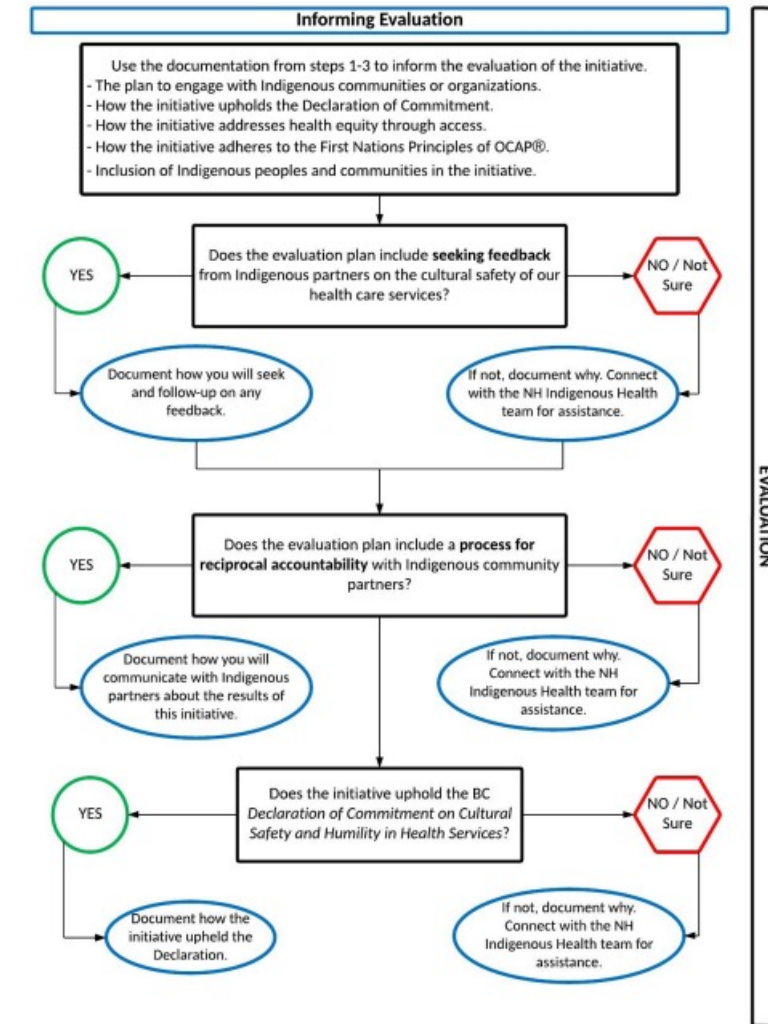 Informing Evaluation
Use the documentation from steps 1-3 to inform the evaluation of the initiative.
- The plan to engage with Indigenous communities or organizations.
- How the initiative upholds the Declaration of Commitment.
- How the initiative addresses health equity through access.
- How the initiative adheres to the First Nations Principles of OCAP®.
- Inclusion of Indigenous peoples and communities in the initiative.
Does the evaluation plan include seeking feedback
from Indigenous partners on the cultural safety of our
health care services?
YES
NO / Not
Sure
Document how you will seek
and follow-up on any
feedback.
If not, document why. Connect
with the NH Indigenous Health
team for assistance.
Does the evaluation plan include a process for
reciprocal accountability with Indigenous community
partners?
YES
NO / Not
Sure
Document how you will
communicate with Indigenous
partners about the results of
this initiative.
If not, document why.
Connect with the NH
Indigenous Health team for
assistance.
Does the initiative uphold the BC
Declaration of Commitment on Cultural
Safety and Humility in Health Services?
YES
NO / Not
Sure
Document how the
initiative upheld the
Declaration.
If not, document why.
Connect with the NH
Indigenous Health team for
assistance.
EVALUATION